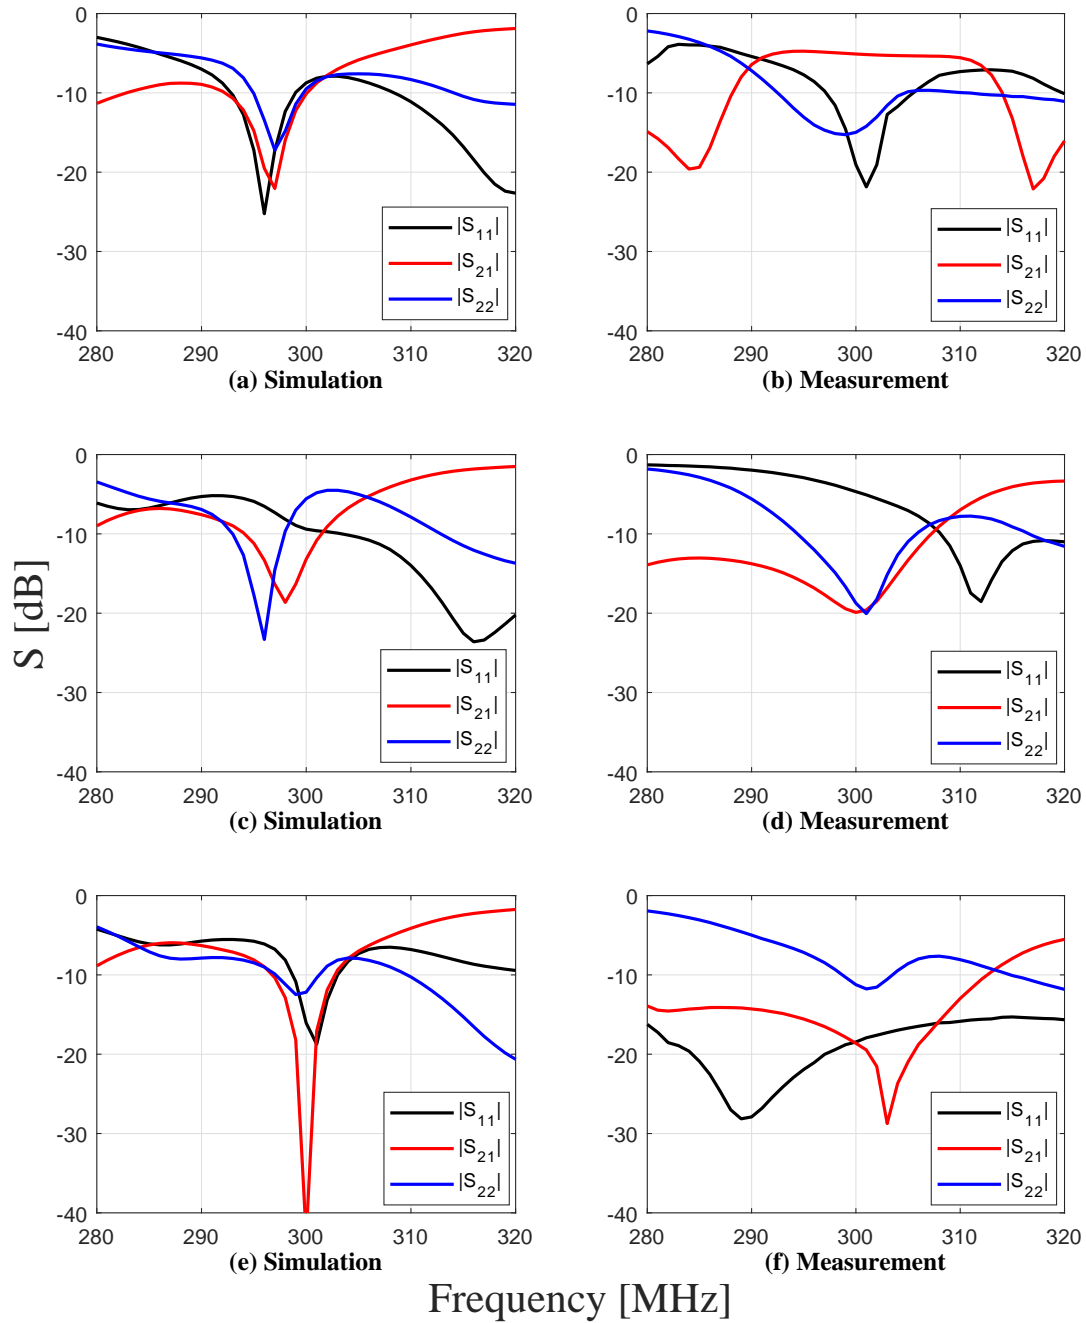 0
-10
-20
-30
-40
280 290 300 310 320
|S11|
|S21|
|S22|
(a) Simulation
0
-10
-20
-30
-40
280 290 300 310 320
|S11|
|S21|
|S22|
(b) Measurement
S [dB]
0
-10
-20
-30
-40
280 290 300 310 320
|S11|
|S21|
|S22|
(c) Simulation
0
-10
-20
-30
-40
280 290 300 310 320
|S11|
|S21|
|S22|
(d) Measurement
0
-10
-20
-30
-40
280 290 300 310 320
|S11|
|S21|
|S22|
(e) Simulation
0
-10
-20
-30
-40
280 290 300 310 320
|S11|
|S21|
|S22|
(f) Measurement
Frequency [MHz]